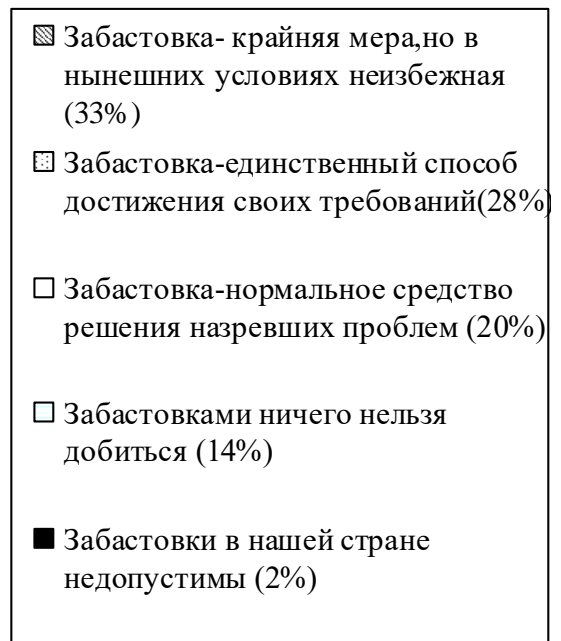 Забастовка- крайняя мера,но в
нынешних условиях неизбежная
(33%)
Забастовка-единственный способ
достижения своих требований(28%)
Забастовка-нормальное средство
решения назревших проблем (20%)
Забастовками ничего нельзя
добиться (14%)
Забастовки в нашей стране
недопустимы (2%)